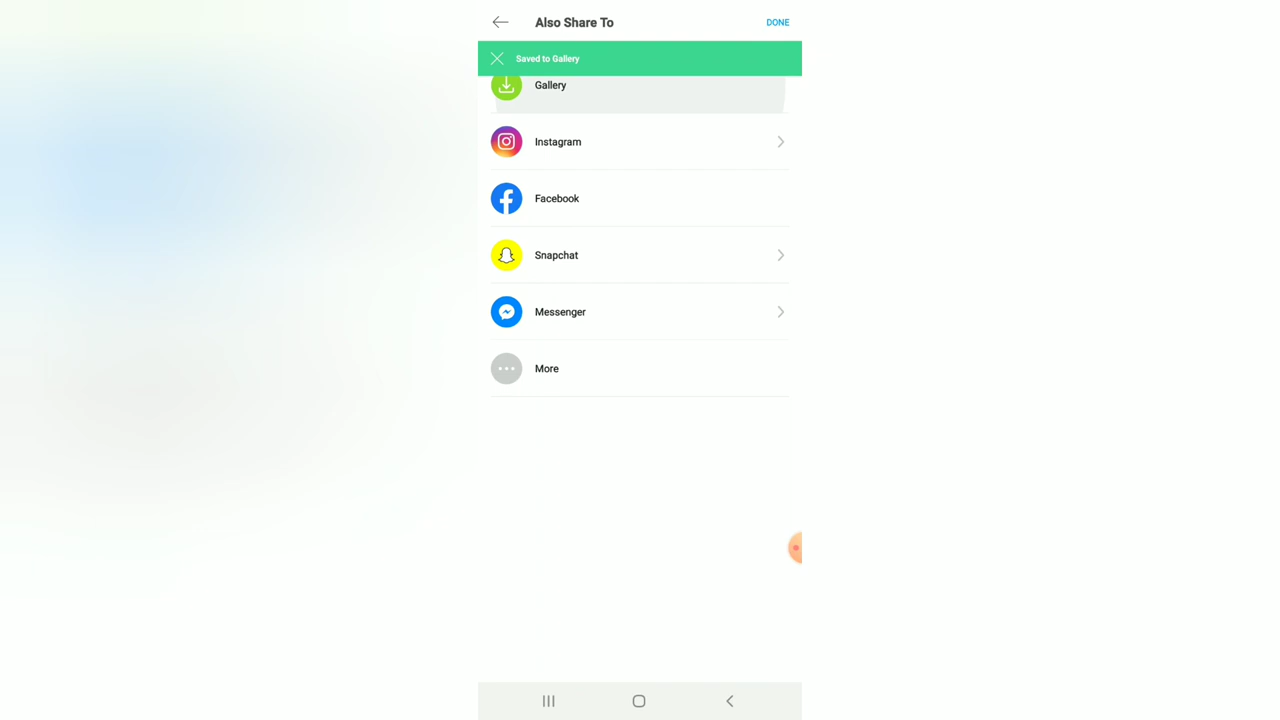 Also Share To
DONE
Saved to Gallery
Gallery
Instagram
Facebook
Snapchat
Messenger
More